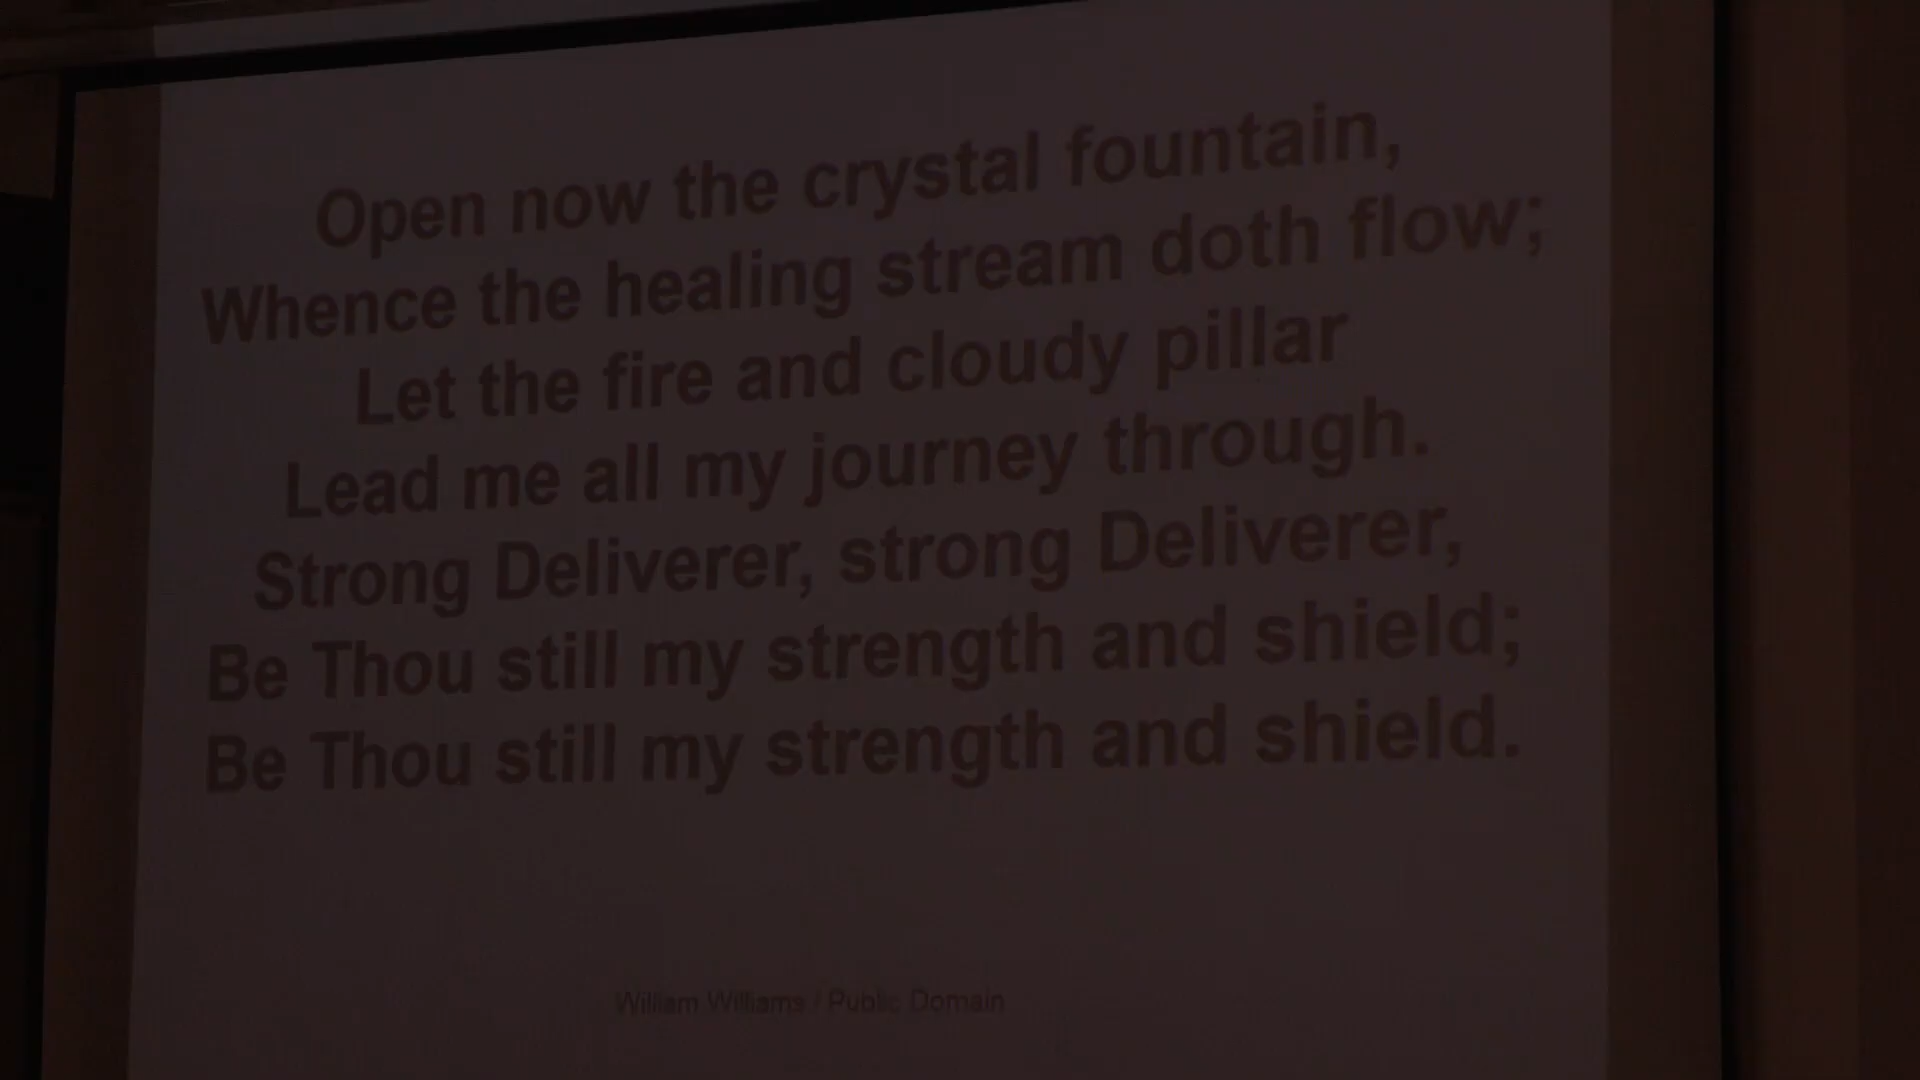 Open now the crystal fountain,
Whence the healing stream doth flow;
Let the fire and cloudy pillar
Lead me all my journey through.
Strong Deliverer, strong Deliverer,
Be Thou still my strength and shield;
Be Thou still my strength and shield.
William Williams / Public Domain